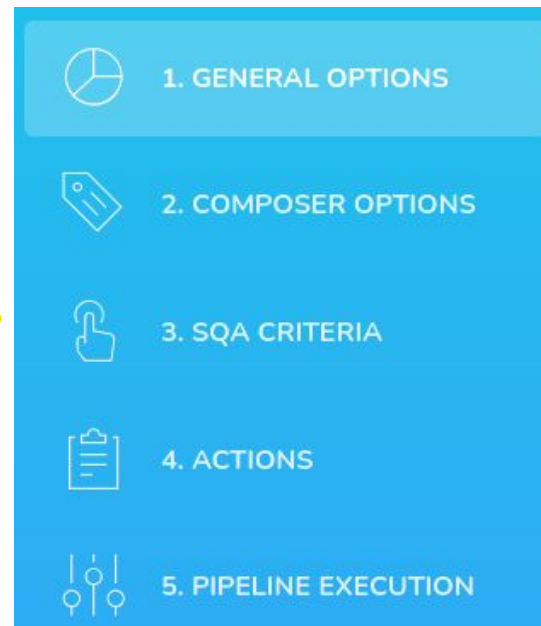 1. GENERAL OPTIONS
2. COMPOSER OPTIONS
3. SQA CRITERIA
4. ACTIONS
5. PIPELINE EXECUTION